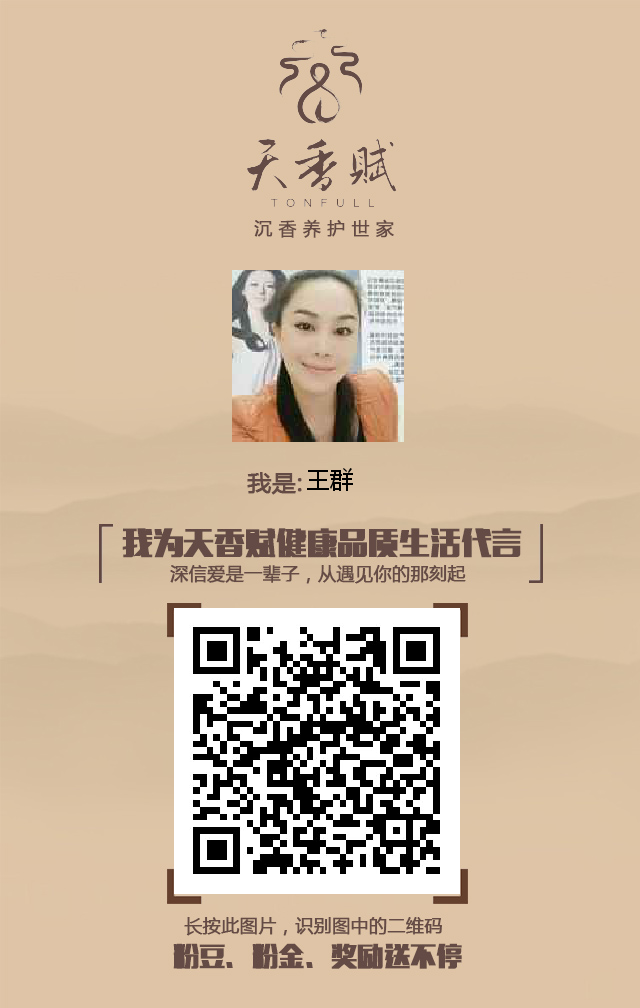 天香赋
TONFULL
沉香养护世家
我是:王群
我为天香赋健康品质生活代言
深信爱是一辈子，从遇见你的那刻起
长按此图片，识别图中的二维码
粉豆、粉金、奖励送不停